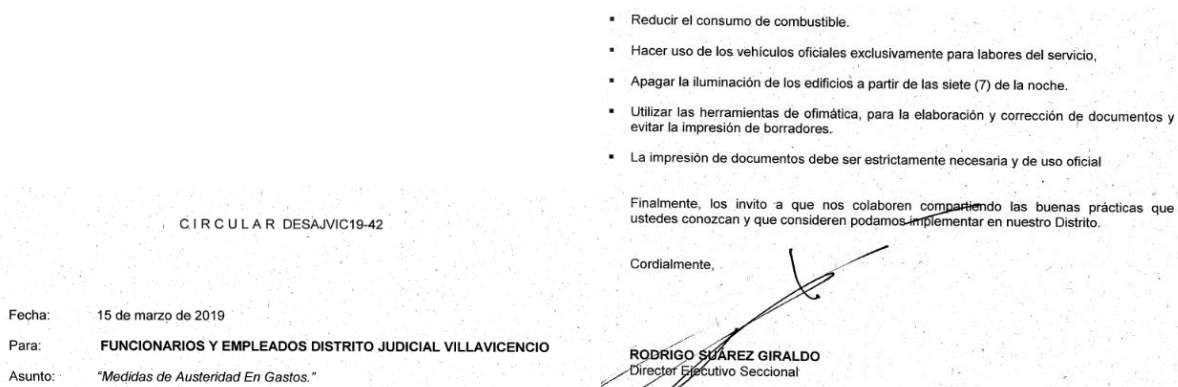 C I R C U L A R DESAJVIC19-42
Fecha: 15 de marzo de 2019
Para: FUNCIONARIOS Y EMPLEADOS DISTRITO JUDICIAL VILLAVICENCIO
Asunto: "Medidas de Austeridad En Gastos."
▪ Reducir el consumo de combustible.
▪ Hacer uso de los vehículos oficiales exclusivamente para labores del servicio,
▪ Apagar la iluminación de los edificios a partir de las siete (7) de la noche.
▪ Utilizar las herramientas de ofimática, para la elaboración y corrección de documentos y
evitar la impresión de borradores.
▪ La impresión de documentos debe ser estrictamente necesaria y de uso oficial
Finalmente, los invito a que nos colaboren compartiendo las buenas prácticas que
ustedes conozcan y que consideren podamos implementar en nuestro Distrito.
Cordialmente,
RODRIGO SUÁREZ GIRALDO
Director Ejecutivo Seccional